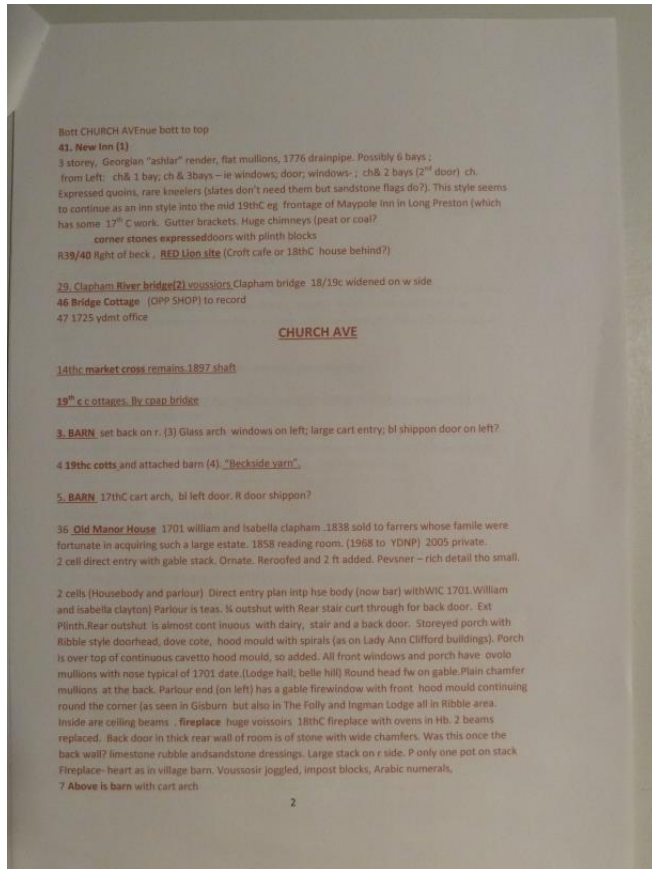 Bott CHURCH AVEnue bott to top
41. New Inn (1)
3 storey, Georgian "ashlar" render, flat mullions, 1776 drainpipe. Possibly 6 bays ;
from Left: ch& 1 bay; ch & 3bays – ie windows; door; windows- ; ch& 2 bays (2nd door) ch.
Expressed quoins, rare kneelers (slates don't need them but sandstone flags do?). This style seems
to continue as an inn style into the mid 19thC eg frontage of Maypole Inn in Long Preston (which
has some 17th C work. Gutter brackets. Huge chimneys (peat or coal?
corner stones expresseddoors with plinth blocks
R39/40 Rght of beck , RED Lion site (Croft cafe or 18thC house behind?)
29. Clapham River bridge(2) voussiors Clapham bridge 18/19c widened on w side
46 Bridge Cottage (OPP SHOP) to record
47 1725 ydmt office
CHURCH AVE
14thc market cross remains.1897 shaft
19th c c ottages. By cpap bridge
3. BARN set back on r. (3) Glass arch windows on left; large cart entry; bl shippon door on left?
4 19thc cotts and attached barn (4). "Beckside yarn".
5. BARN 17thC cart arch, bl left door. R door shippon?
36 Old Manor House 1701 william and Isabella clapham .1838 sold to farrers whose famile were
fortunate in acquiring such a large estate. 1858 reading room. (1968 to YDNP) 2005 private.
2 cell direct entry with gable stack. Ornate. Reroofed and 2 ft added. Pevsner – rich detail tho small.
2 cells (Housebody and parlour) Direct entry plan intp hse body (now bar) withWIC 1701.William
and isabella clayton) Parlour is teas. ¾ outshut with Rear stair curt through for back door. Ext
Plinth.Rear outshut is almost cont inuous with dairy, stair and a back door. Storeyed porch with
Ribble style doorhead, dove cote, hood mould with spirals (as on Lady Ann Clifford buildings). Porch
is over top of continuous cavetto hood mould, so added. All front windows and porch have ovolo
mullions with nose typical of 1701 date.(Lodge hall; belle hill) Round head fw on gable.Plain chamfer
mullions at the back. Parlour end (on left) has a gable firewindow with front hood mould continuing
round the corner (as seen in Gisburn but also in The Folly and Ingman Lodge all in Ribble area.
Inside are ceiling beams . fireplace huge voissoirs 18thC fireplace with ovens in Hb. 2 beams
replaced. Back door in thick rear wall of room is of stone with wide chamfers. Was this once the
back wall? limestone rubble andsandstone dressings. Large stack on r side. P only one pot on stack
FIreplace- heart as in village barn. Voussosir joggled, impost blocks, Arabic numerals,
7 Above is barn with cart arch
2